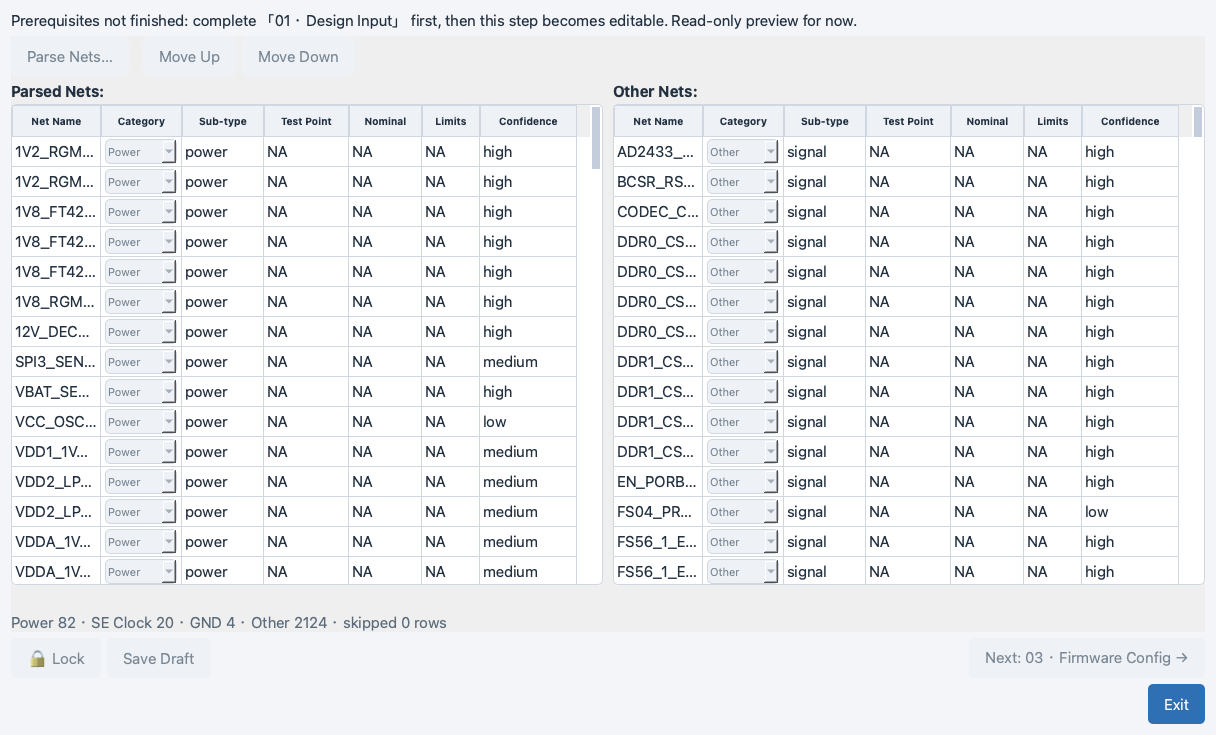 Prerequisites not finished: complete 「01 · Design Input」 first, then this step becomes editable. Read-only preview for now.
Parse Nets... Move Up Move Down
Parsed Nets:
Net Name Category Sub-type Test Point Nominal Limits Confidence
1V2_RGM... Power power NA NA NA high
1V2_RGM... Power power NA NA NA high
1V8_FT42... Power power NA NA NA high
1V8_FT42... Power power NA NA NA high
1V8_FT42... Power power NA NA NA high
1V8_RGM... Power power NA NA NA high
12V_DEC... Power power NA NA NA high
SPI3_SEN... Power power NA NA NA medium
VBAT_SE... Power power NA NA NA high
VCC_OSC... Power power NA NA NA low
VDD1_1V... Power power NA NA NA medium
VDD2_LP... Power power NA NA NA medium
VDD2_LP... Power power NA NA NA medium
VDDA_1V... Power power NA NA NA medium
VDDA_1V... Power power NA NA NA medium
Other Nets:
Net Name Category Sub-type Test Point Nominal Limits Confidence
AD2433_... Other signal NA NA NA high
BCSR_RS... Other signal NA NA NA high
CODEC_C... Other signal NA NA NA high
DDR0_CS... Other signal NA NA NA high
DDR0_CS... Other signal NA NA NA high
DDR0_CS... Other signal NA NA NA high
DDR0_CS... Other signal NA NA NA high
DDR1_CS... Other signal NA NA NA high
DDR1_CS... Other signal NA NA NA high
DDR1_CS... Other signal NA NA NA high
DDR1_CS... Other signal NA NA NA high
EN_PORB... Other signal NA NA NA high
FS04_PR... Other signal NA NA NA low
FS56_1_E... Other signal NA NA NA high
FS56_1_E... Other signal NA NA NA high
Power 82 · SE Clock 20 · GND 4 · Other 2124 · skipped 0 rows
🔒 Lock Save Draft Next: 03 · Firmware Config →
Exit